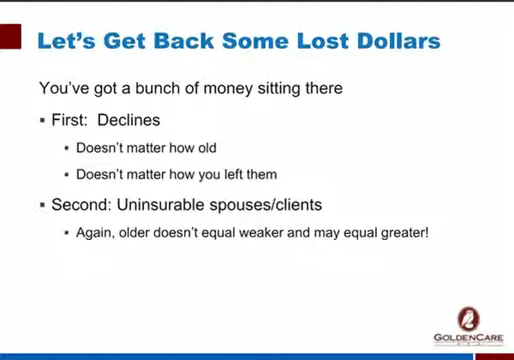 Let's Get Back Some Lost Dollars
You've got a bunch of money sitting there
▪ First: Declines
▪ Doesn't matter how old
▪ Doesn't matter how you left them
▪ Second: Uninsurable spouses/clients
▪ Again, older doesn't equal weaker and may equal greater!
GOLDENCARE